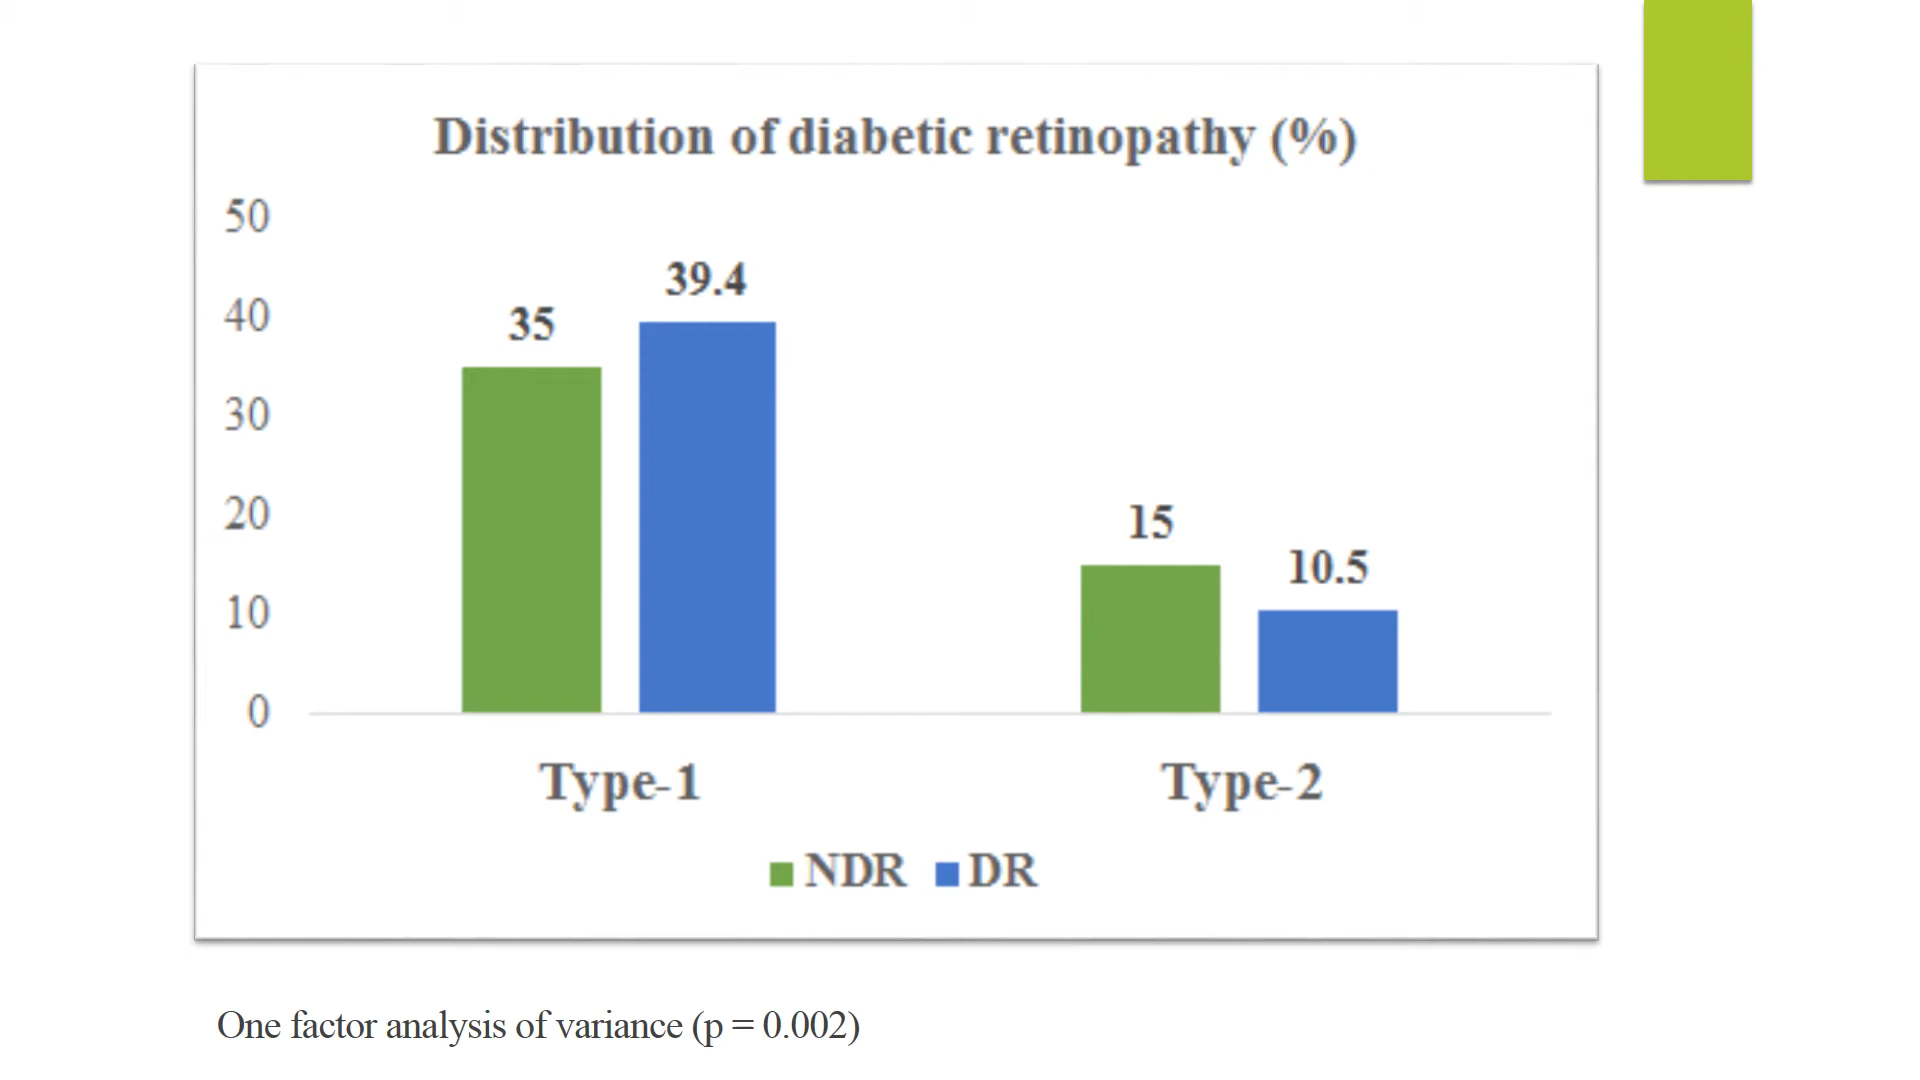 Distribution of diabetic retinopathy (%)
50
40
30
20
10
0
35
39.4
15
10.5
Type-1
Type-2
NDR
DR
One factor analysis of variance (p = 0.002)